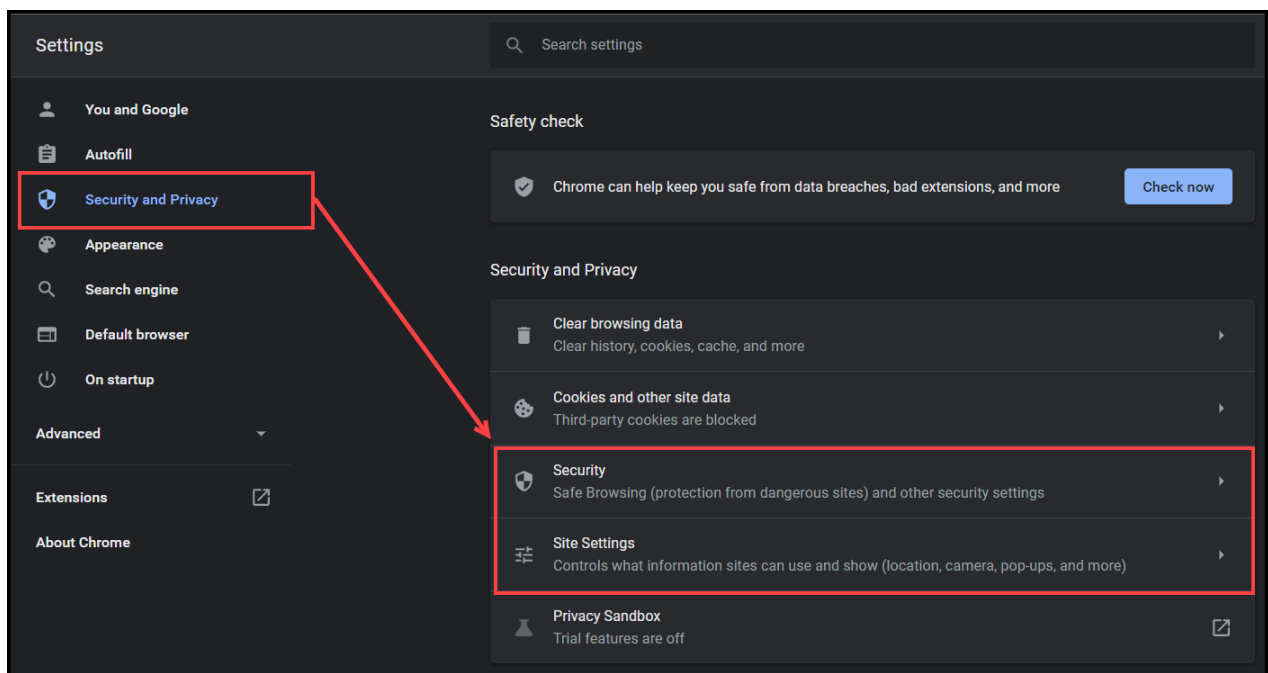 Settings
Search settings
You and Google
Autofill
Security and Privacy
Appearance
Search engine
Default browser
On startup
Advanced
Extensions
About Chrome
Safety check
Chrome can help keep you safe from data breaches, bad extensions, and more
Check now
Security and Privacy
Clear browsing data
Clear history, cookies, cache, and more
Cookies and other site data
Third-party cookies are blocked
Security
Safe Browsing (protection from dangerous sites) and other security settings
Site Settings
Controls what information sites can use and show (location, camera, pop-ups, and more)
Privacy Sandbox
Trial features are off